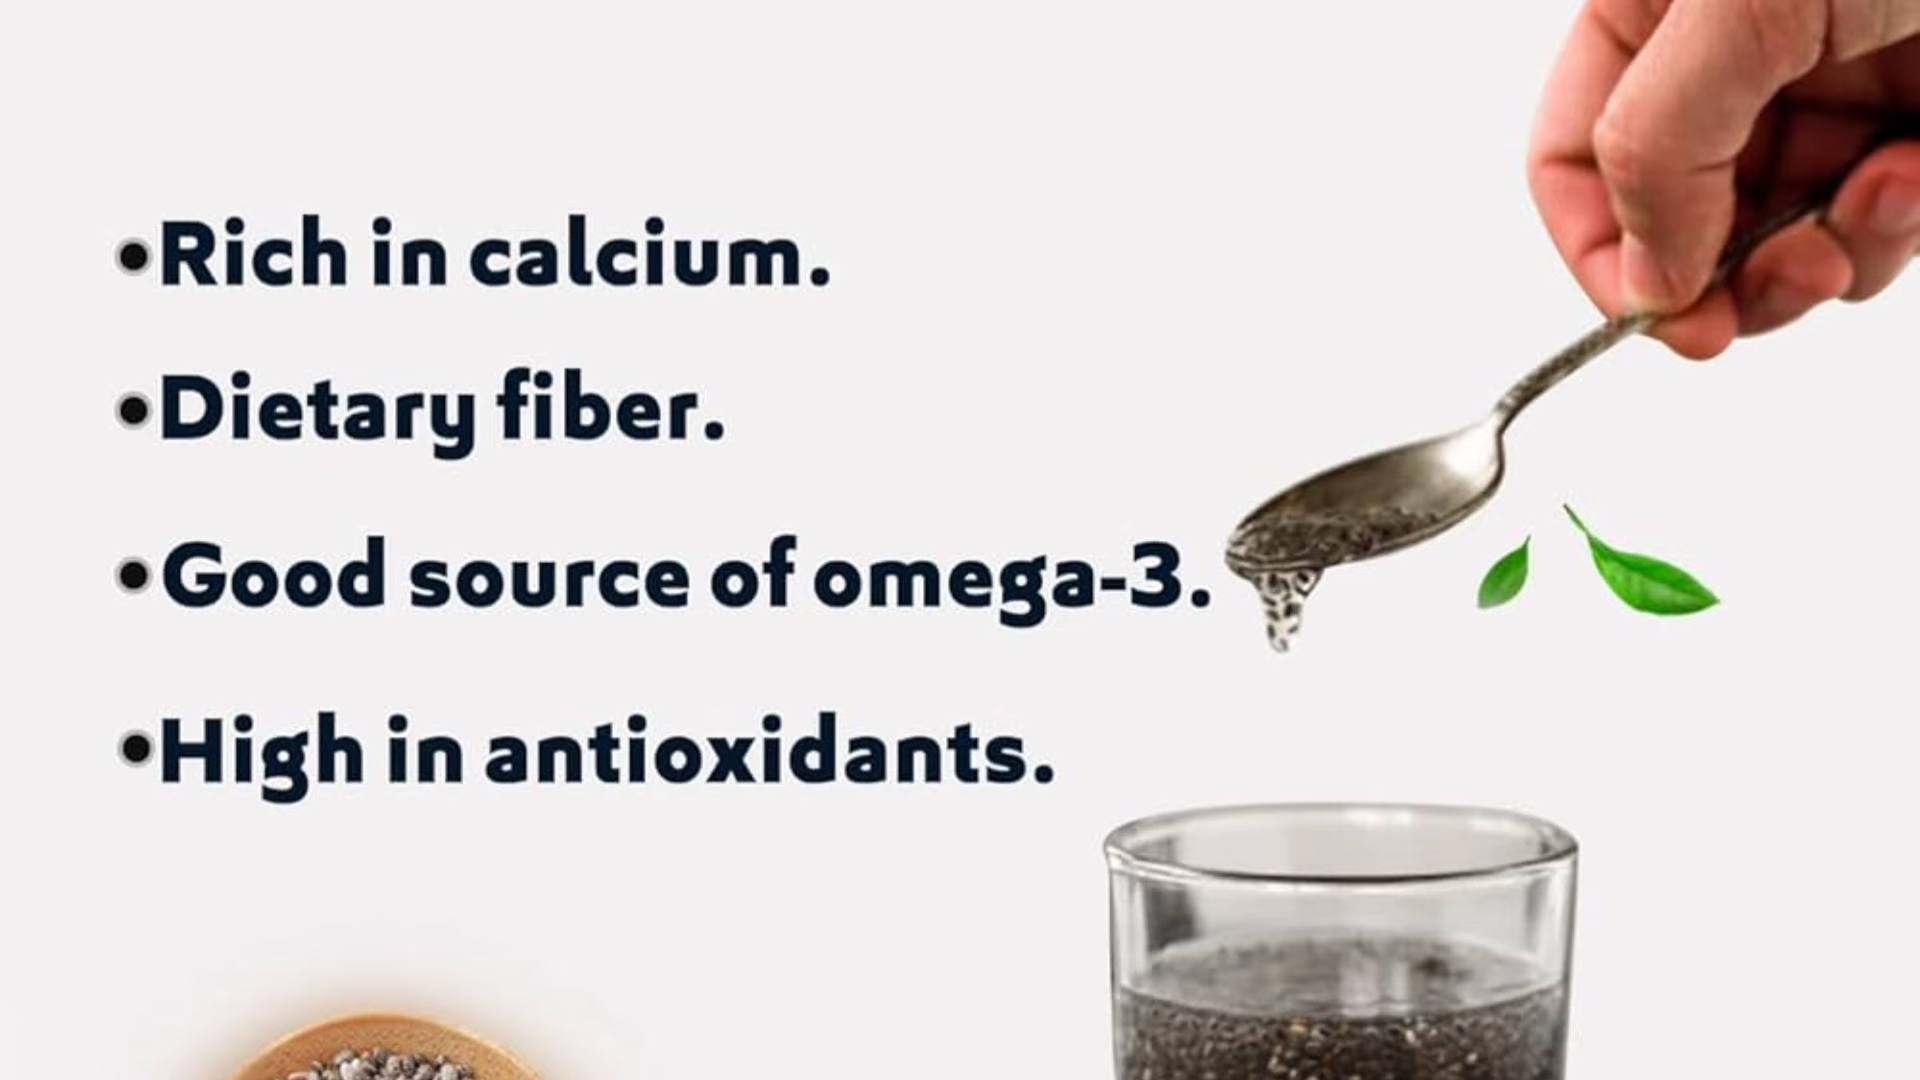 •Rich in calcium.
•Dietary fiber.
•Good source of omega-3.
•High in antioxidants.